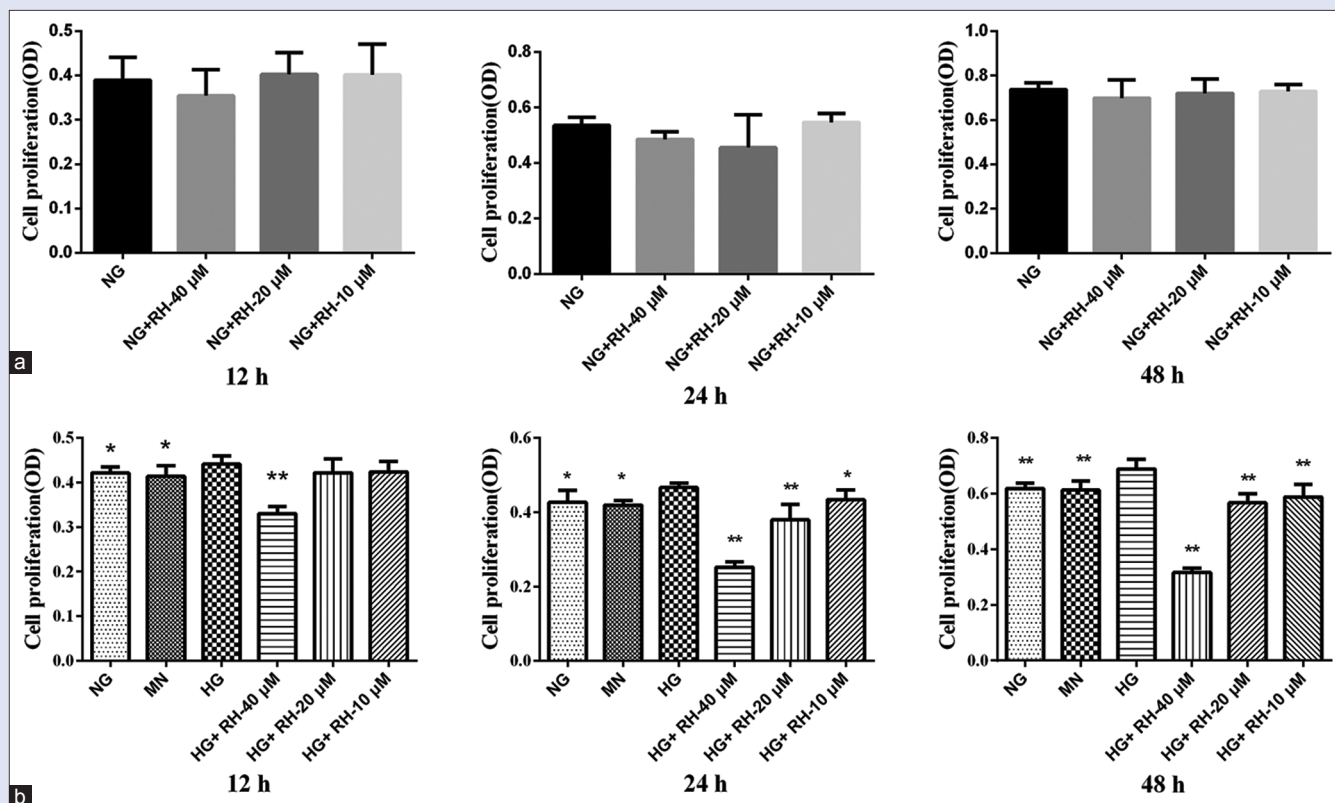 Cell proliferation(OD)
0.5
0.4
0.3
0.2
0.1
0.0
NG
NG+RH-40 μM
NG+RH-20 μM
NG+RH-10 μM
12 h
Cell proliferation(OD)
0.8
0.6
0.4
0.2
0.0
NG
NG+RH-40 μM
NG+RH-20 μM
NG+RH-10 μM
24 h
Cell proliferation(OD)
1.0
0.8
0.6
0.4
0.2
0.0
NG
NG+RH-40 μM
NG+RH-20 μM
NG+RH-10 μM
48 h
a
Cell proliferation(OD)
0.5
0.4
0.3
0.2
0.1
0.0
* * **
NG
MN
HG
HG+ RH-40 μM
HG+ RH-20 μM
HG+ RH-10 μM
12 h
Cell proliferation(OD)
0.6
0.4
0.2
0.0
* * ** ** *
NG
MN
HG
HG+ RH-40 μM
HG+ RH-20 μM
HG+ RH-10 μM
24 h
Cell proliferation(OD)
0.8
0.6
0.4
0.2
0.0
** ** ** ** **
NG
MN
HG
HG+ RH-40 μM
HG+ RH-20 μM
HG+ RH-10 μM
48 h
b